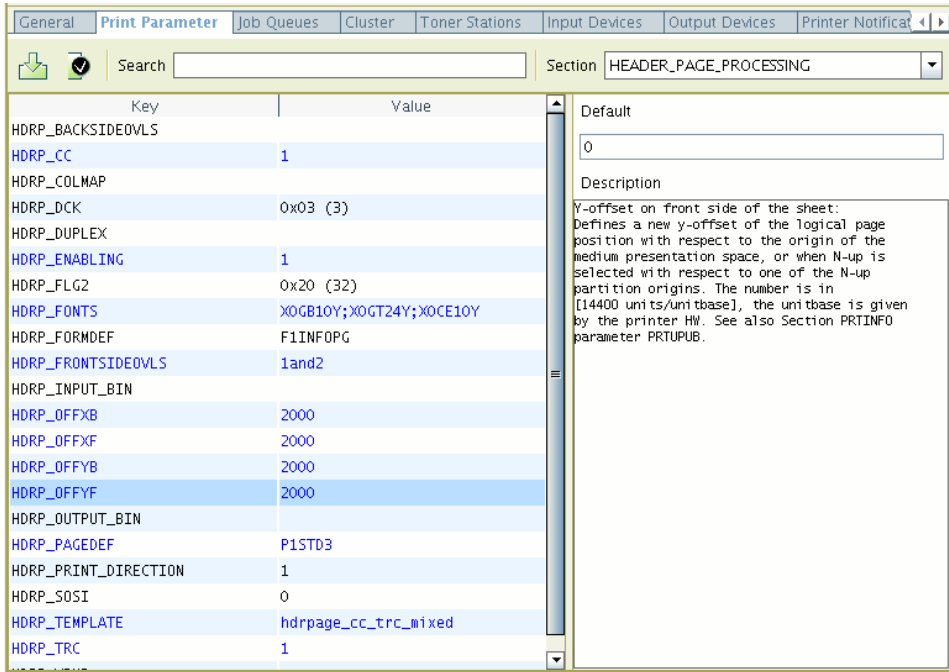 General Print Parameter Job Queues Cluster Toner Stations Input Devices Output Devices Printer Notificat
Search Section HEADER_PAGE_PROCESSING
Key Value
HDRP_BACKSIDEOVLS
HDRP_CC 1
HDRP_COLMAP
HDRP_DCK 0x03 (3)
HDRP_DUPLEX
HDRP_ENABLING 1
HDRP_FLG2 0x20 (32)
HDRP_FONTS X0GB10Y;X0GT24Y;X0CE10Y
HDRP_FORMDEF F1INFOPG
HDRP_FRONTSIDEOVLS 1and2
HDRP_INPUT_BIN
HDRP_OFFXB 2000
HDRP_OFFXF 2000
HDRP_OFFYB 2000
HDRP_OFFYF 2000
HDRP_OUTPUT_BIN
HDRP_PAGEDEF P1STD3
HDRP_PRINT_DIRECTION 1
HDRP_SOSI 0
HDRP_TEMPLATE hdrpage_cc_trc_mixed
HDRP_TRC 1
Default
0
Description
Y-offset on front side of the sheet:
Defines a new y-offset of the logical page
position with respect to the origin of the
medium presentation space, or when N-up is
selected with respect to one of the N-up
partition origins. The number is in
[14400 units/unitbase], the unitbase is given
by the printer HW. See also Section PRTINFO
parameter PRTUPUB.